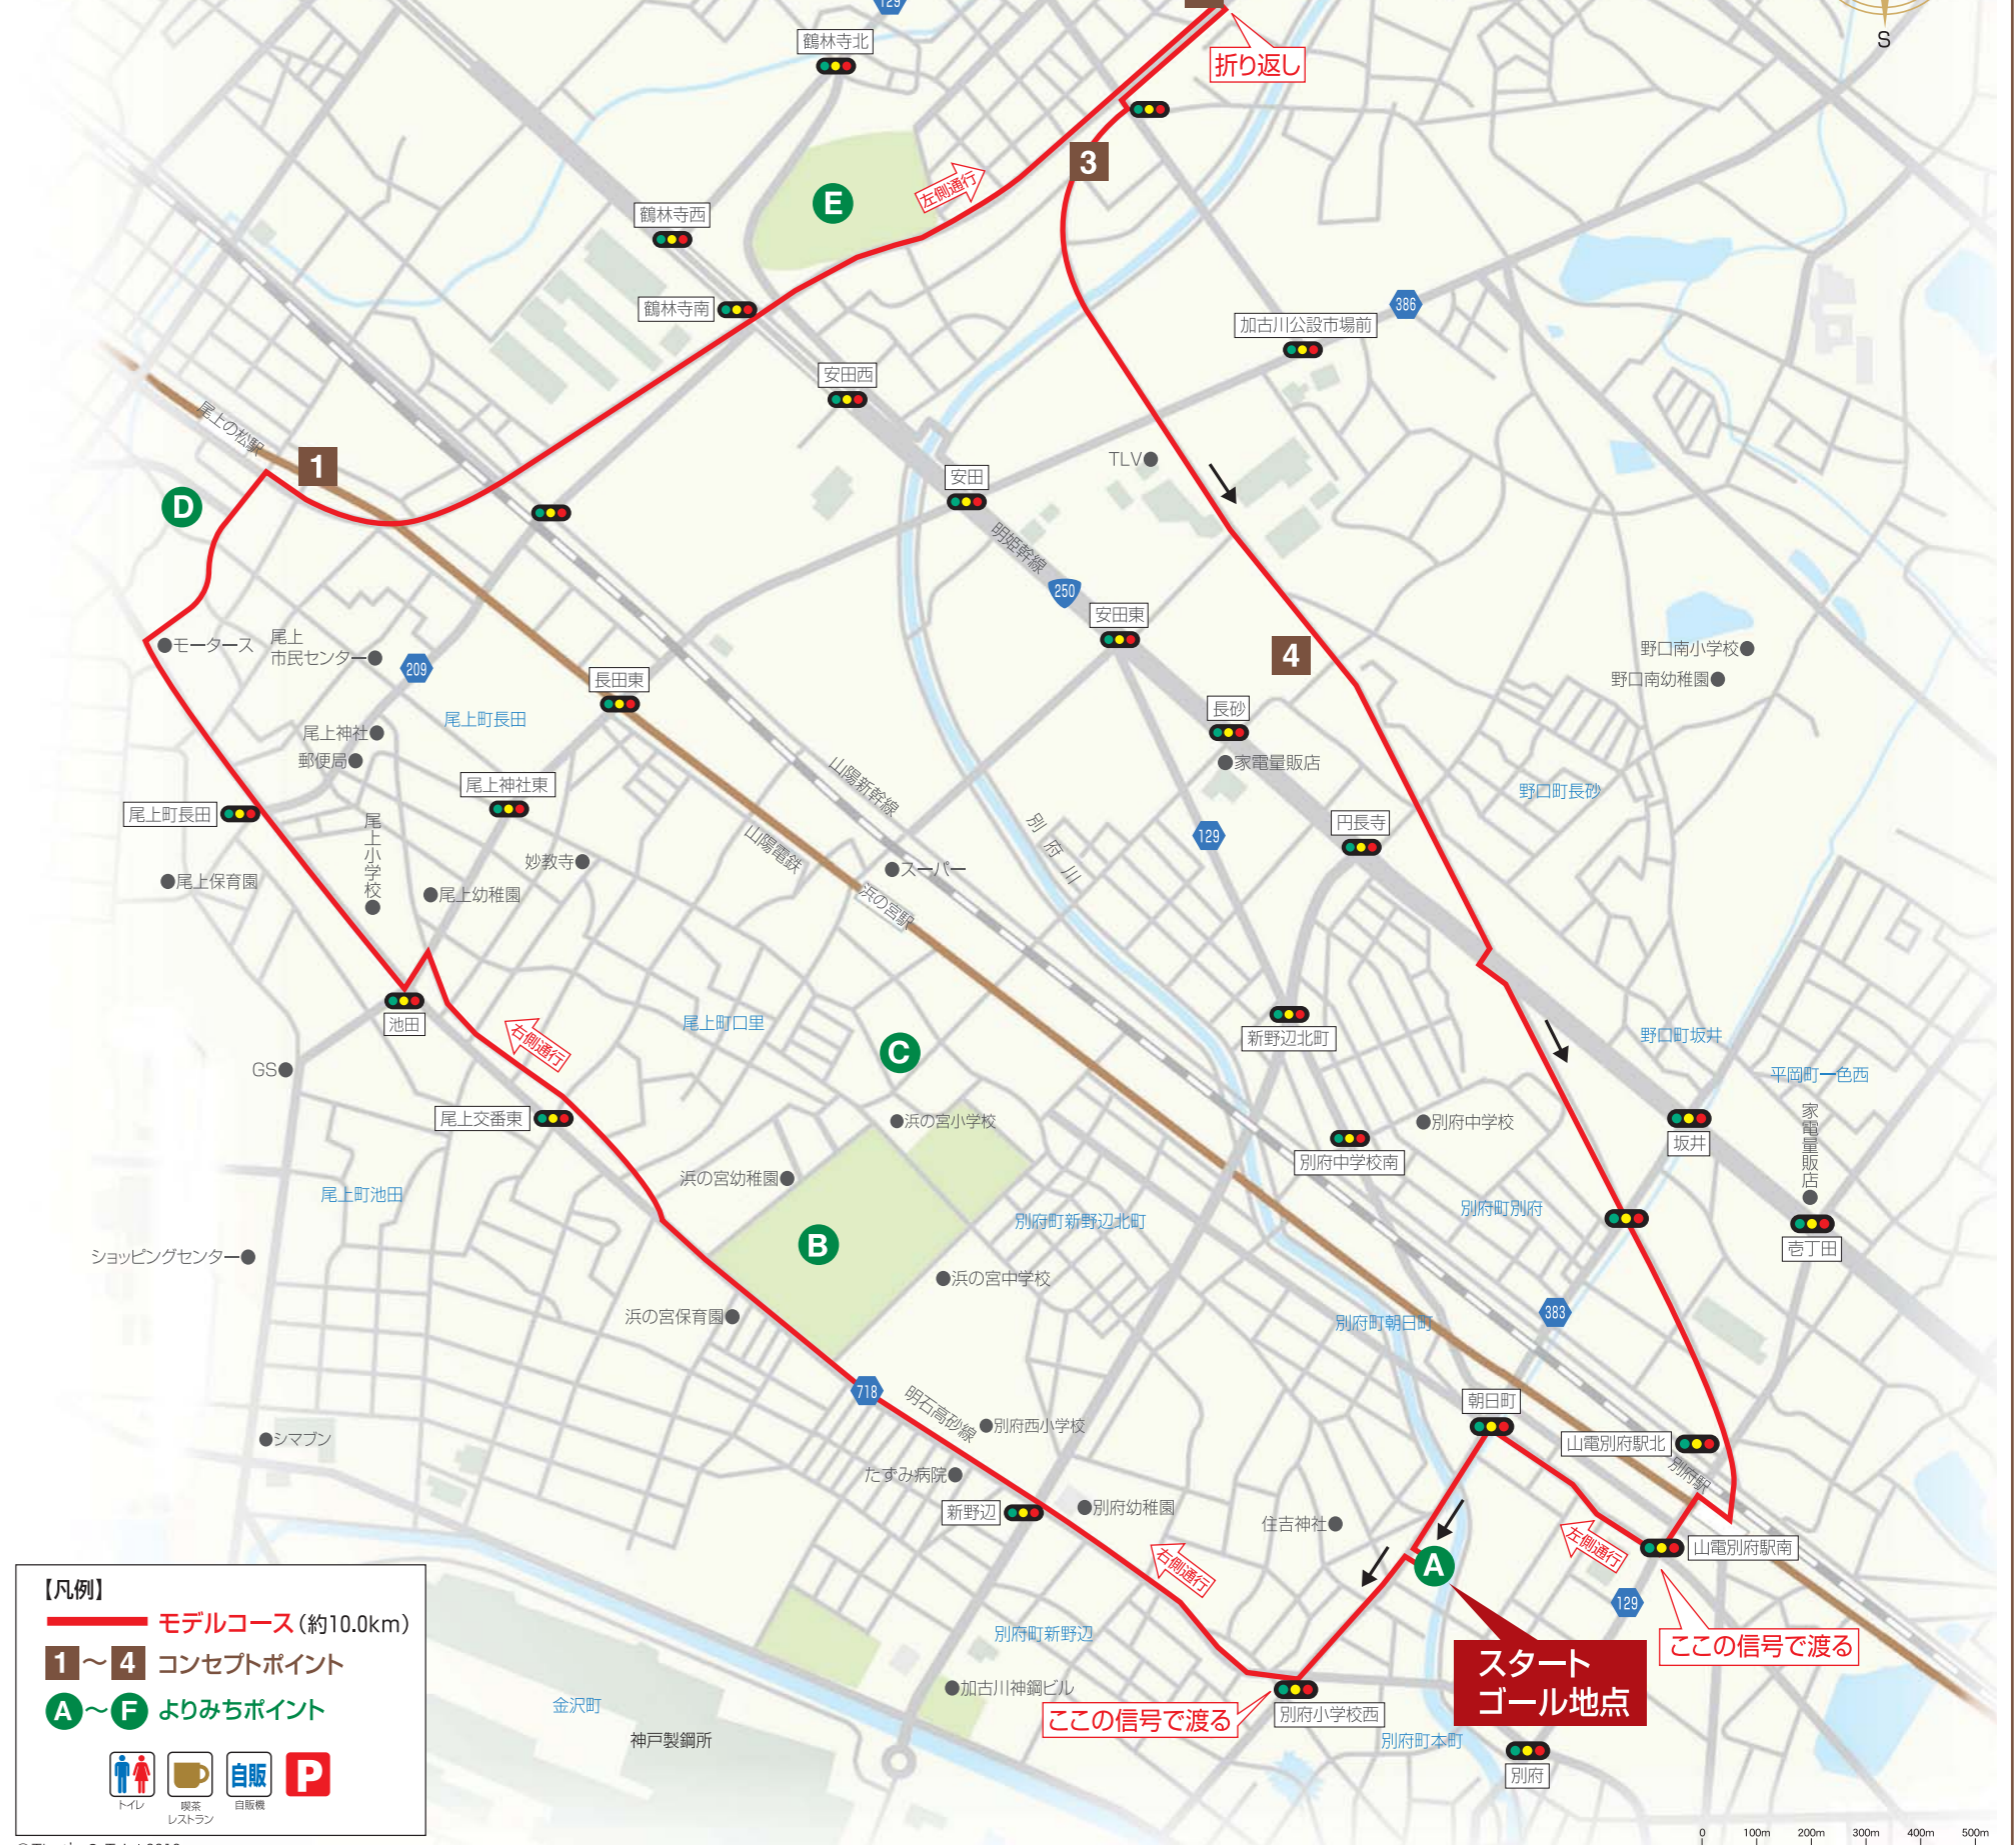 129
S
鶴林寺北
折り返し
3
E
左側通行
鶴林寺西
鶴林寺南
386
加古川公設市場前
安田西
尾上の松駅
1
TLV
安田
D
明姫幹線
250
安田東
モータース
尾上
市民センター
209
長田東
4
野口南小学校
野口南幼稚園
尾上町長田
長砂
尾上神社
郵便局
家電量販店
尾上神社東
山陽新幹線
野口町長砂
尾上町長田
尾上小学校
別府川
129
円長寺
山陽電鉄
妙教寺
スーパー
尾上保育園
尾上幼稚園
浜の宮駅
池田
右側通行
尾上町口里
新野辺北町
野口町坂井
C
GS
平岡町一色西
尾上交番東
浜の宮小学校
別府中学校
坂井
家電量販店
別府中学校南
浜の宮幼稚園
尾上町池田
別府町新野辺北町
別府町別府
B
壱丁田
ショッピングセンター
浜の宮中学校
浜の宮保育園
383
別府町朝日町
718
明石高砂線
別府西小学校
朝日町
シマブン
山電別府駅北
別府駅
たずみ病院
新野辺
別府幼稚園
住吉神社
左側通行
山電別府駅南
右側通行
A
129
スタート
ゴール地点
ここの信号で渡る
別府町新野辺
加古川神鋼ビル
ここの信号で渡る
別府小学校西
金沢町
神戸製鋼所
別府町本町
別府
【凡例】
モデルコース(約10.0km)
1～4 コンセプトポイント
A～F よりみちポイント
自販
P
トイレ
喫茶
レストラン
自販機
0 100m 200m 300m 400m 500m